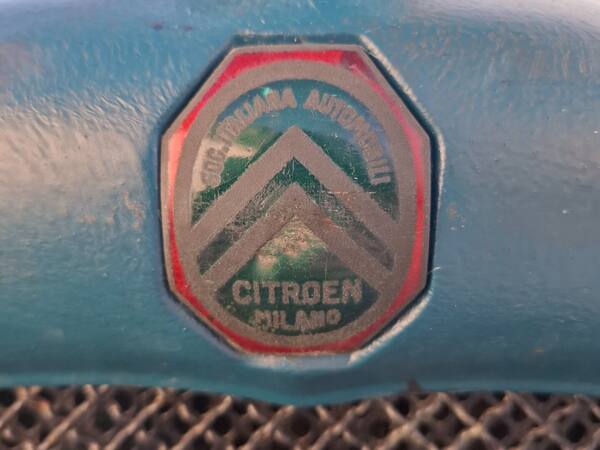 SOC. ITALIANA AUTOMOBILI
CITROEN
MILANO